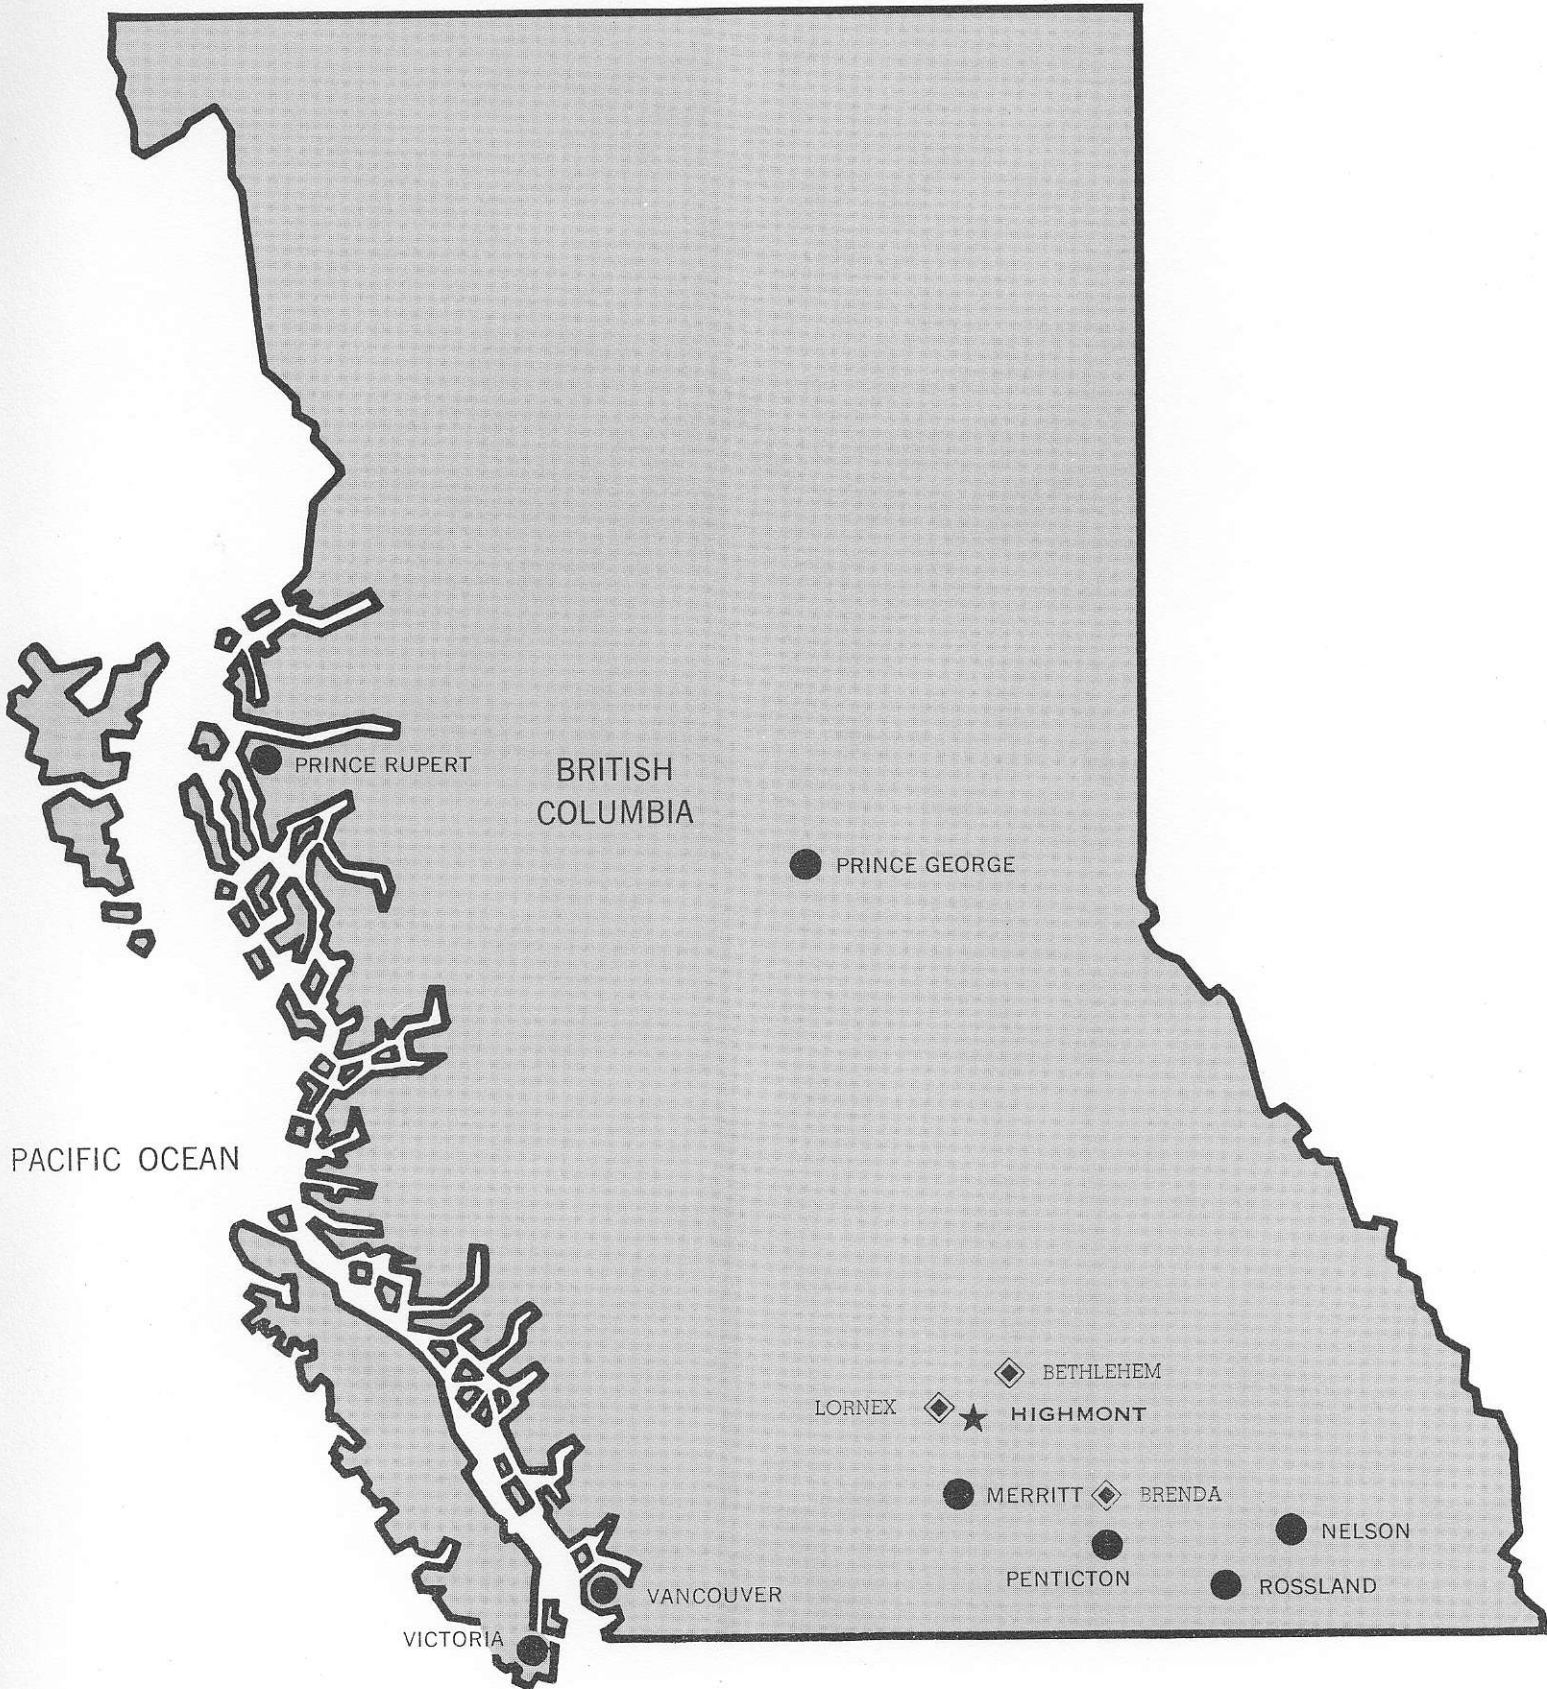 PRINCE RUPERT
BRITISH
COLUMBIA
PRINCE GEORGE
PACIFIC OCEAN
BETHLEHEM
LORNEX
HIGHMONT
MERRITT
BRENDA
NELSON
PENTICTON
ROSSLAND
VANCOUVER
VICTORIA